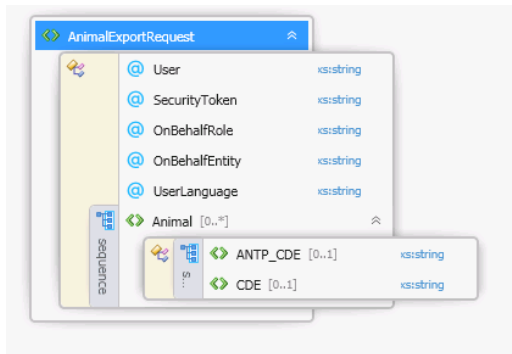 AnimalExportRequest
User xs:string
SecurityToken xs:string
OnBehalfRole xs:string
OnBehalfEntity xs:string
UserLanguage xs:string
Animal [0..*]
sequence
s...
ANTP_CDE [0..1] xs:string
CDE [0..1] xs:string